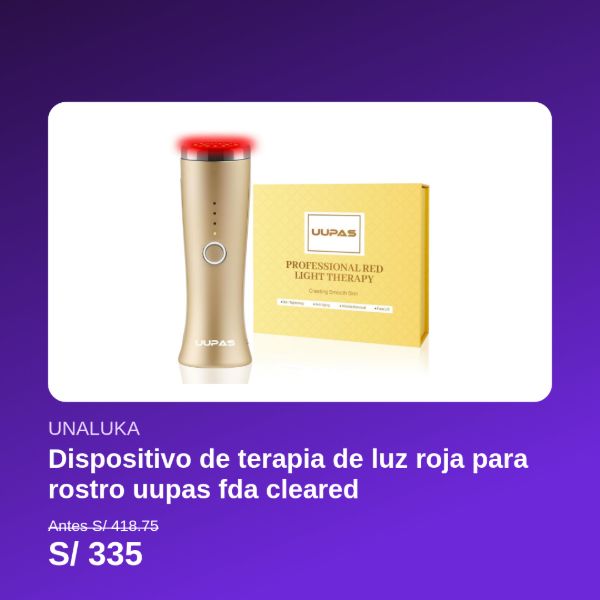 UUPAS
PROFESSIONAL RED
LIGHT THERAPY
Creating Smooth Skin
UUPAS
UNALUKA
Dispositivo de terapia de luz roja para
rostro uupas fda cleared
Antes S/ 418.75
S/ 335